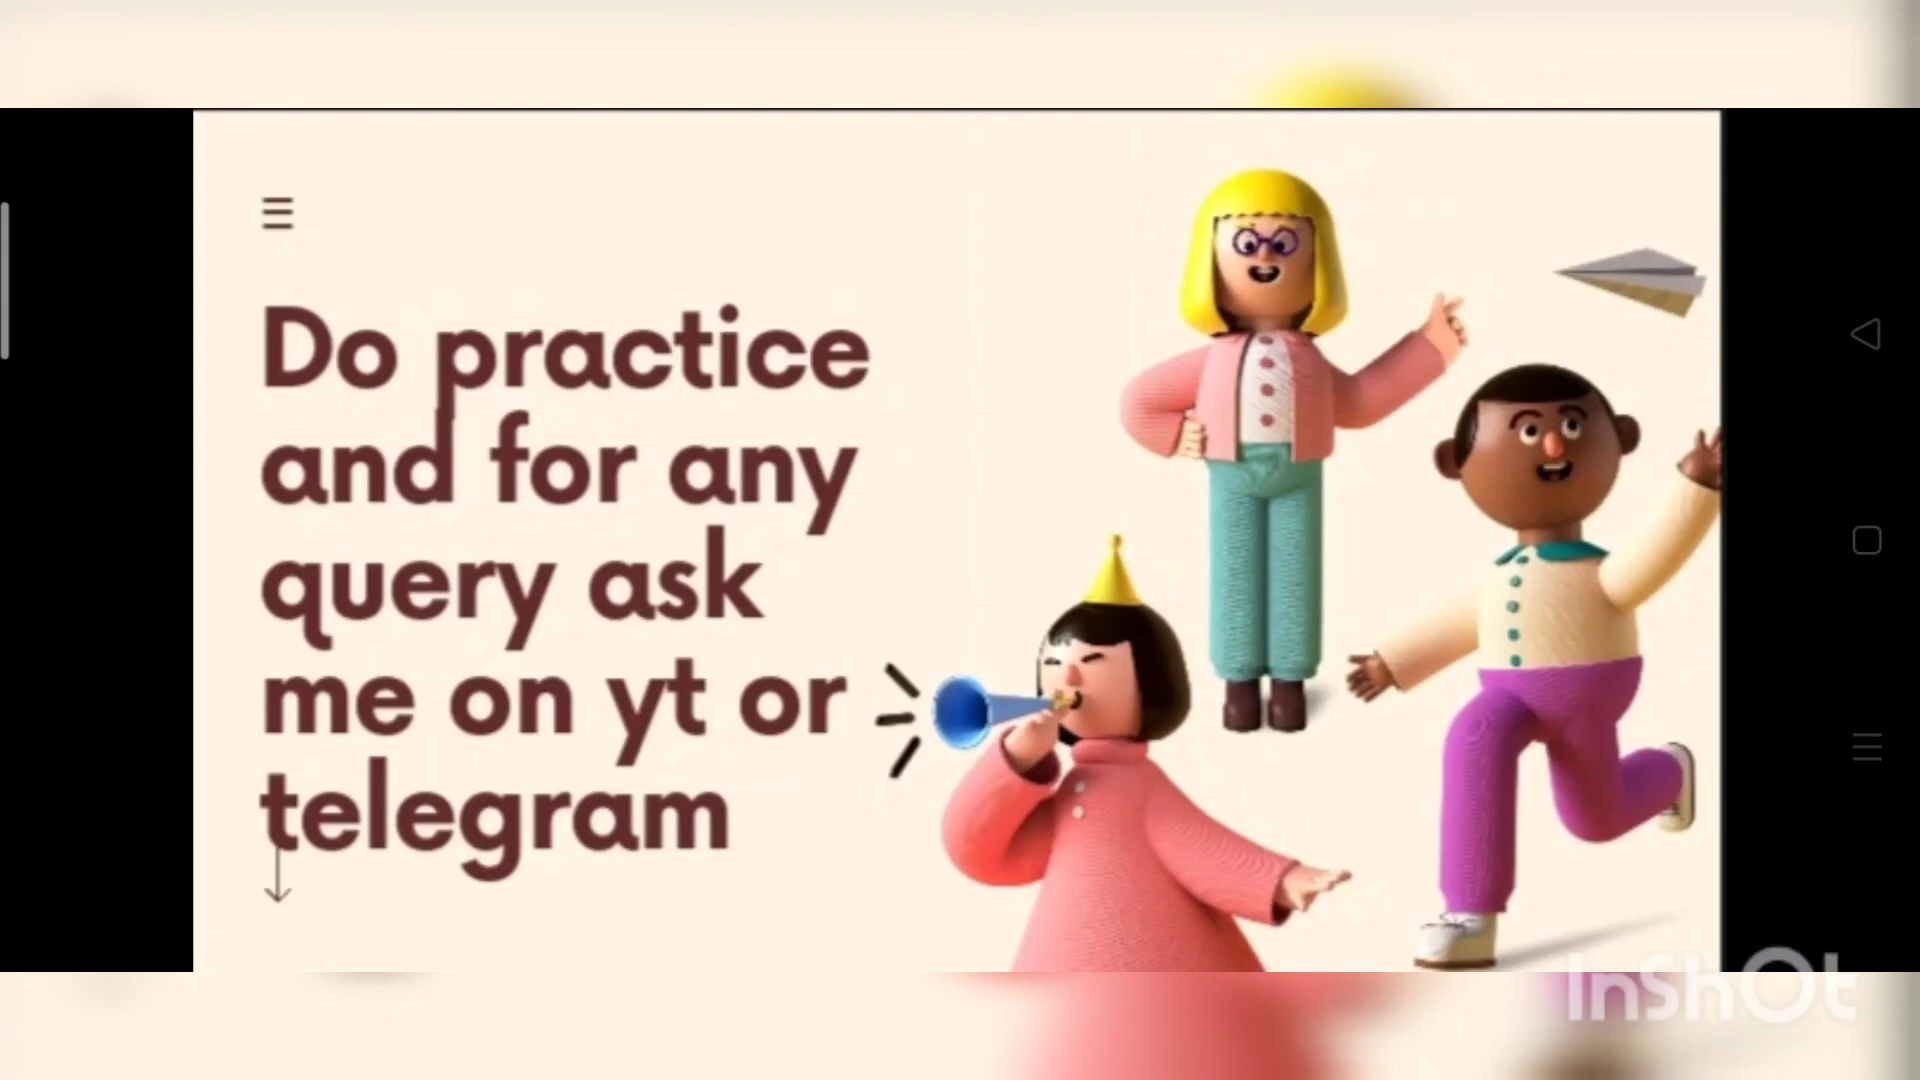 Do practice
and for any
query ask
me on yt or
telegram
InShOt